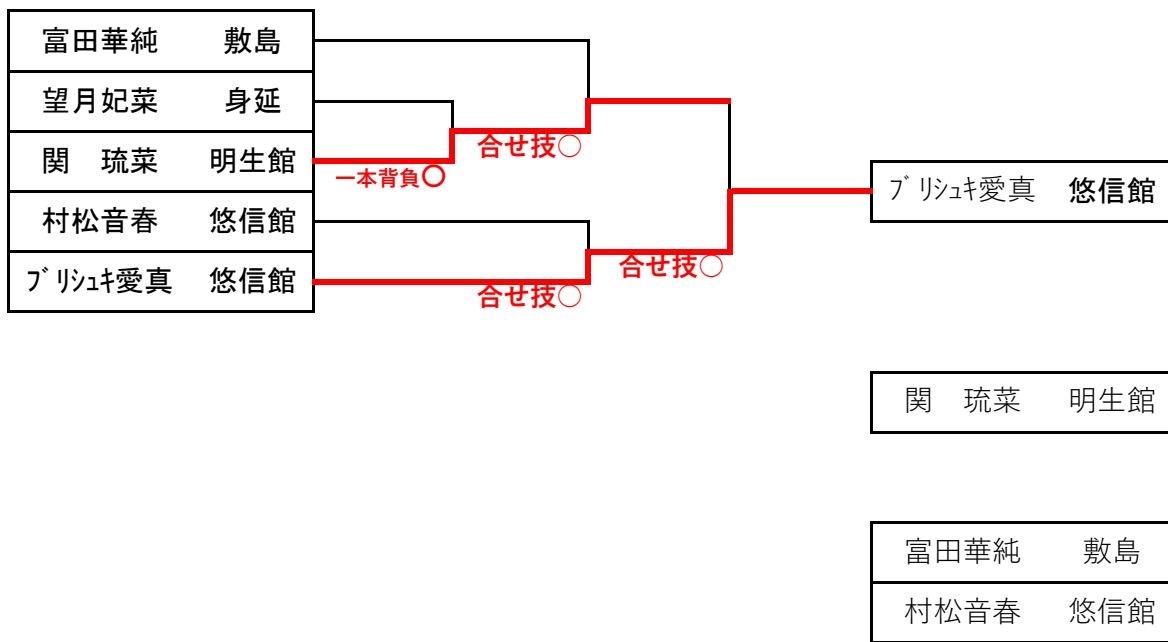 富田華純 敷島
望月妃菜 身延
関 琉菜 明生館
村松音春 悠信館
ﾌﾞﾘｼｭｷ愛真 悠信館
一本背負〇
合せ技○
合せ技○
合せ技○
ﾌﾞﾘｼｭｷ愛真 悠信館
関 琉菜 明生館
富田華純 敷島
村松音春 悠信館